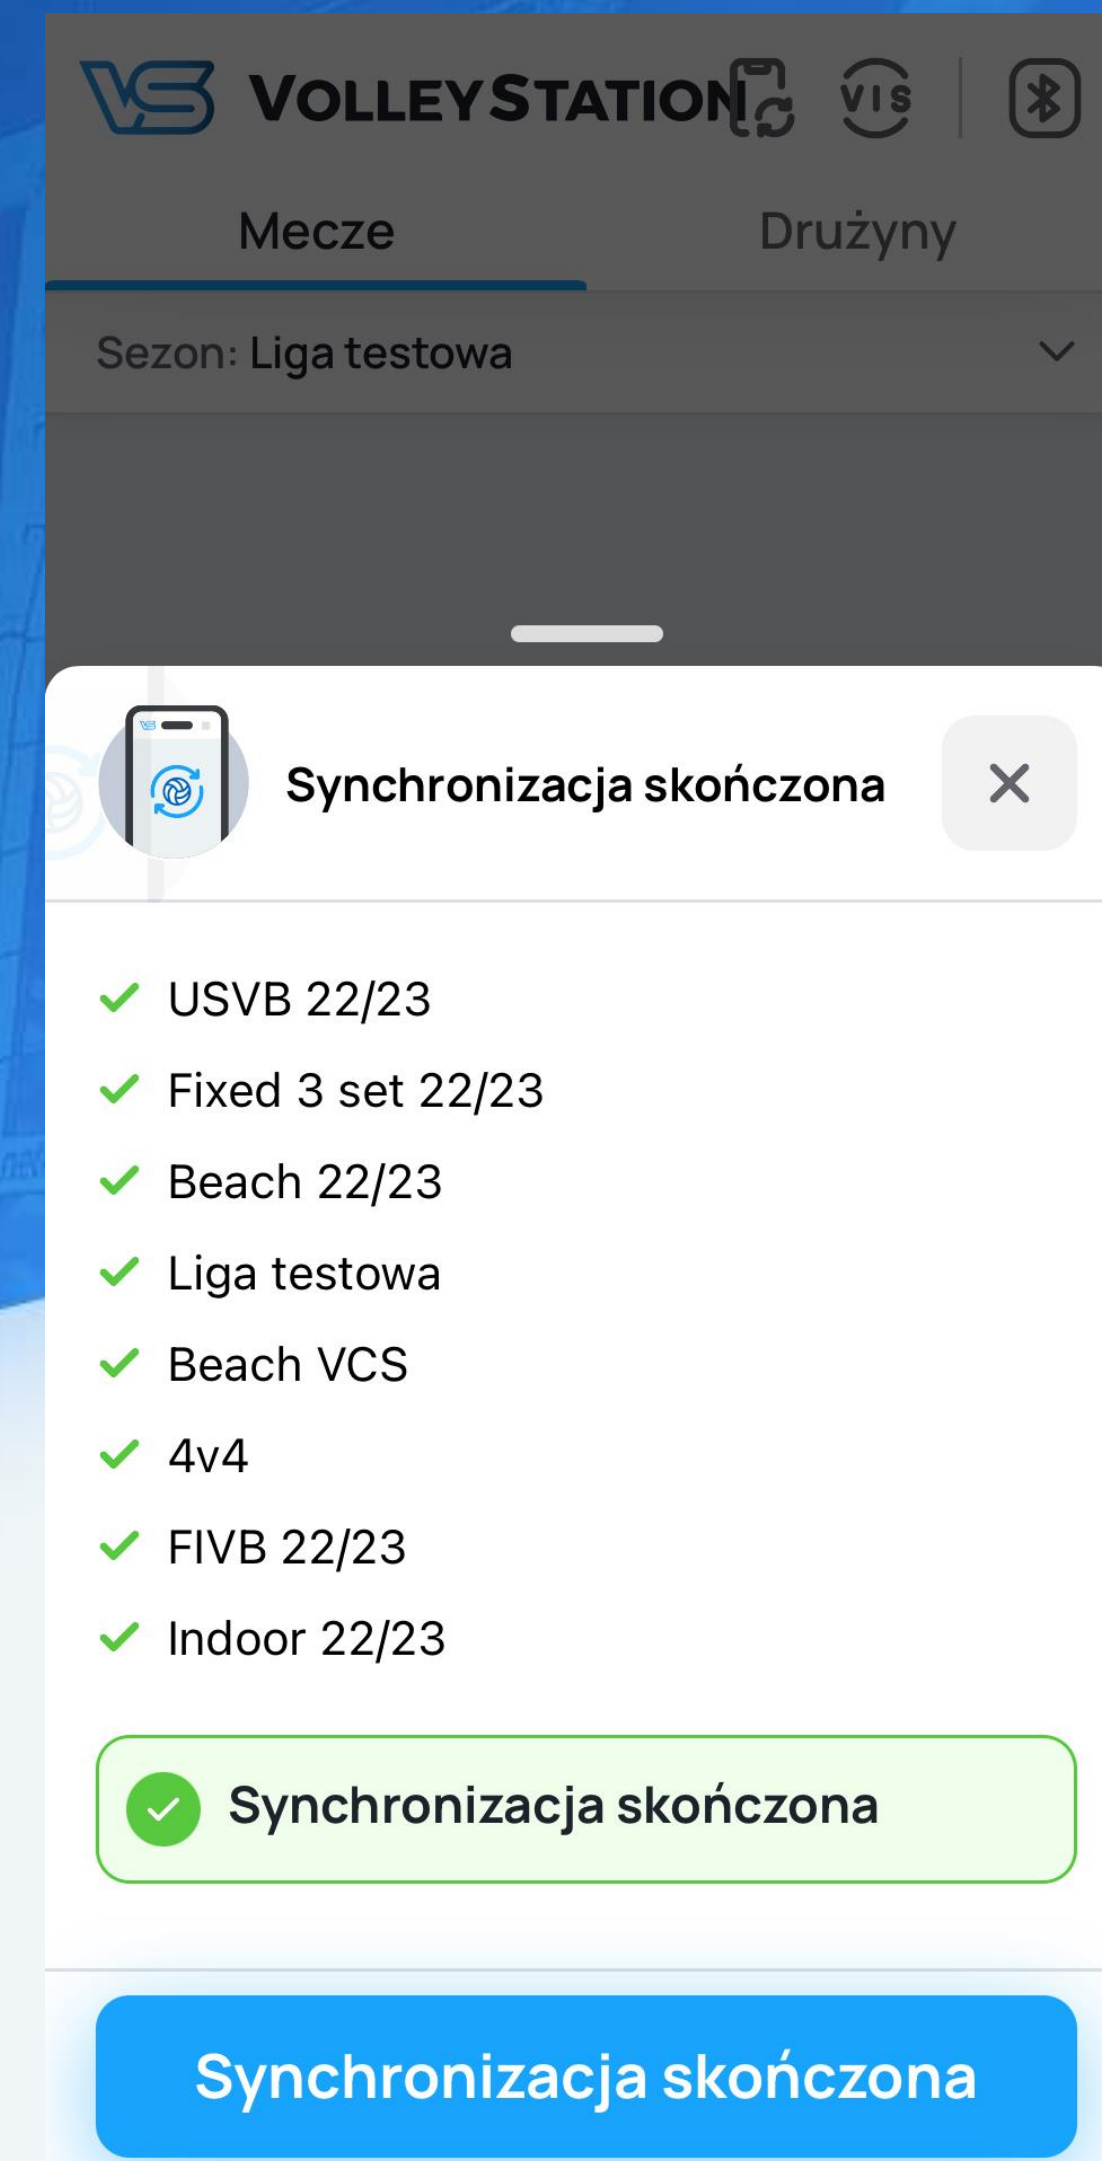 VS VOLLEYSTATION VIS
Mecze Drużyny
Sezon: Liga testowa
Synchronizacja skończona
USVB 22/23
Fixed 3 set 22/23
Beach 22/23
Liga testowa
Beach VCS
4v4
FIVB 22/23
Indoor 22/23
Synchronizacja skończona
Synchronizacja skończona